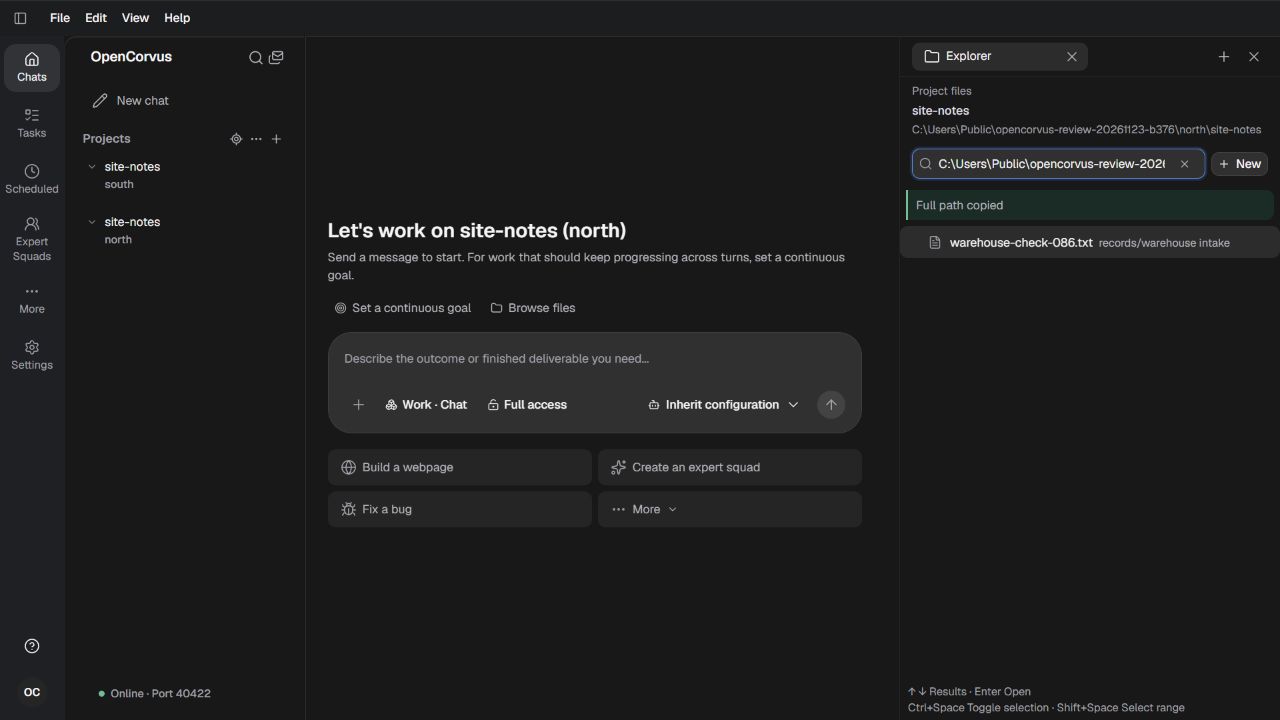 File Edit View Help
Chats
Tasks
Scheduled
Expert
Squads
More
Settings
OC
OpenCorvus
New chat
Projects
site-notes
south
site-notes
north
Online · Port 40422
Let's work on site-notes (north)
Send a message to start. For work that should keep progressing across turns, set a continuous
goal.
Set a continuous goal Browse files
Describe the outcome or finished deliverable you need...
Work · Chat Full access Inherit configuration
Build a webpage Create an expert squad
Fix a bug More
Explorer
Project files
site-notes
C:\Users\Public\opencorvus-review-20261123-b376\north\site-notes
C:\Users\Public\opencorvus-review-2026 New
Full path copied
warehouse-check-086.txt records/warehouse intake
↑↓ Results · Enter Open
Ctrl+Space Toggle selection · Shift+Space Select range